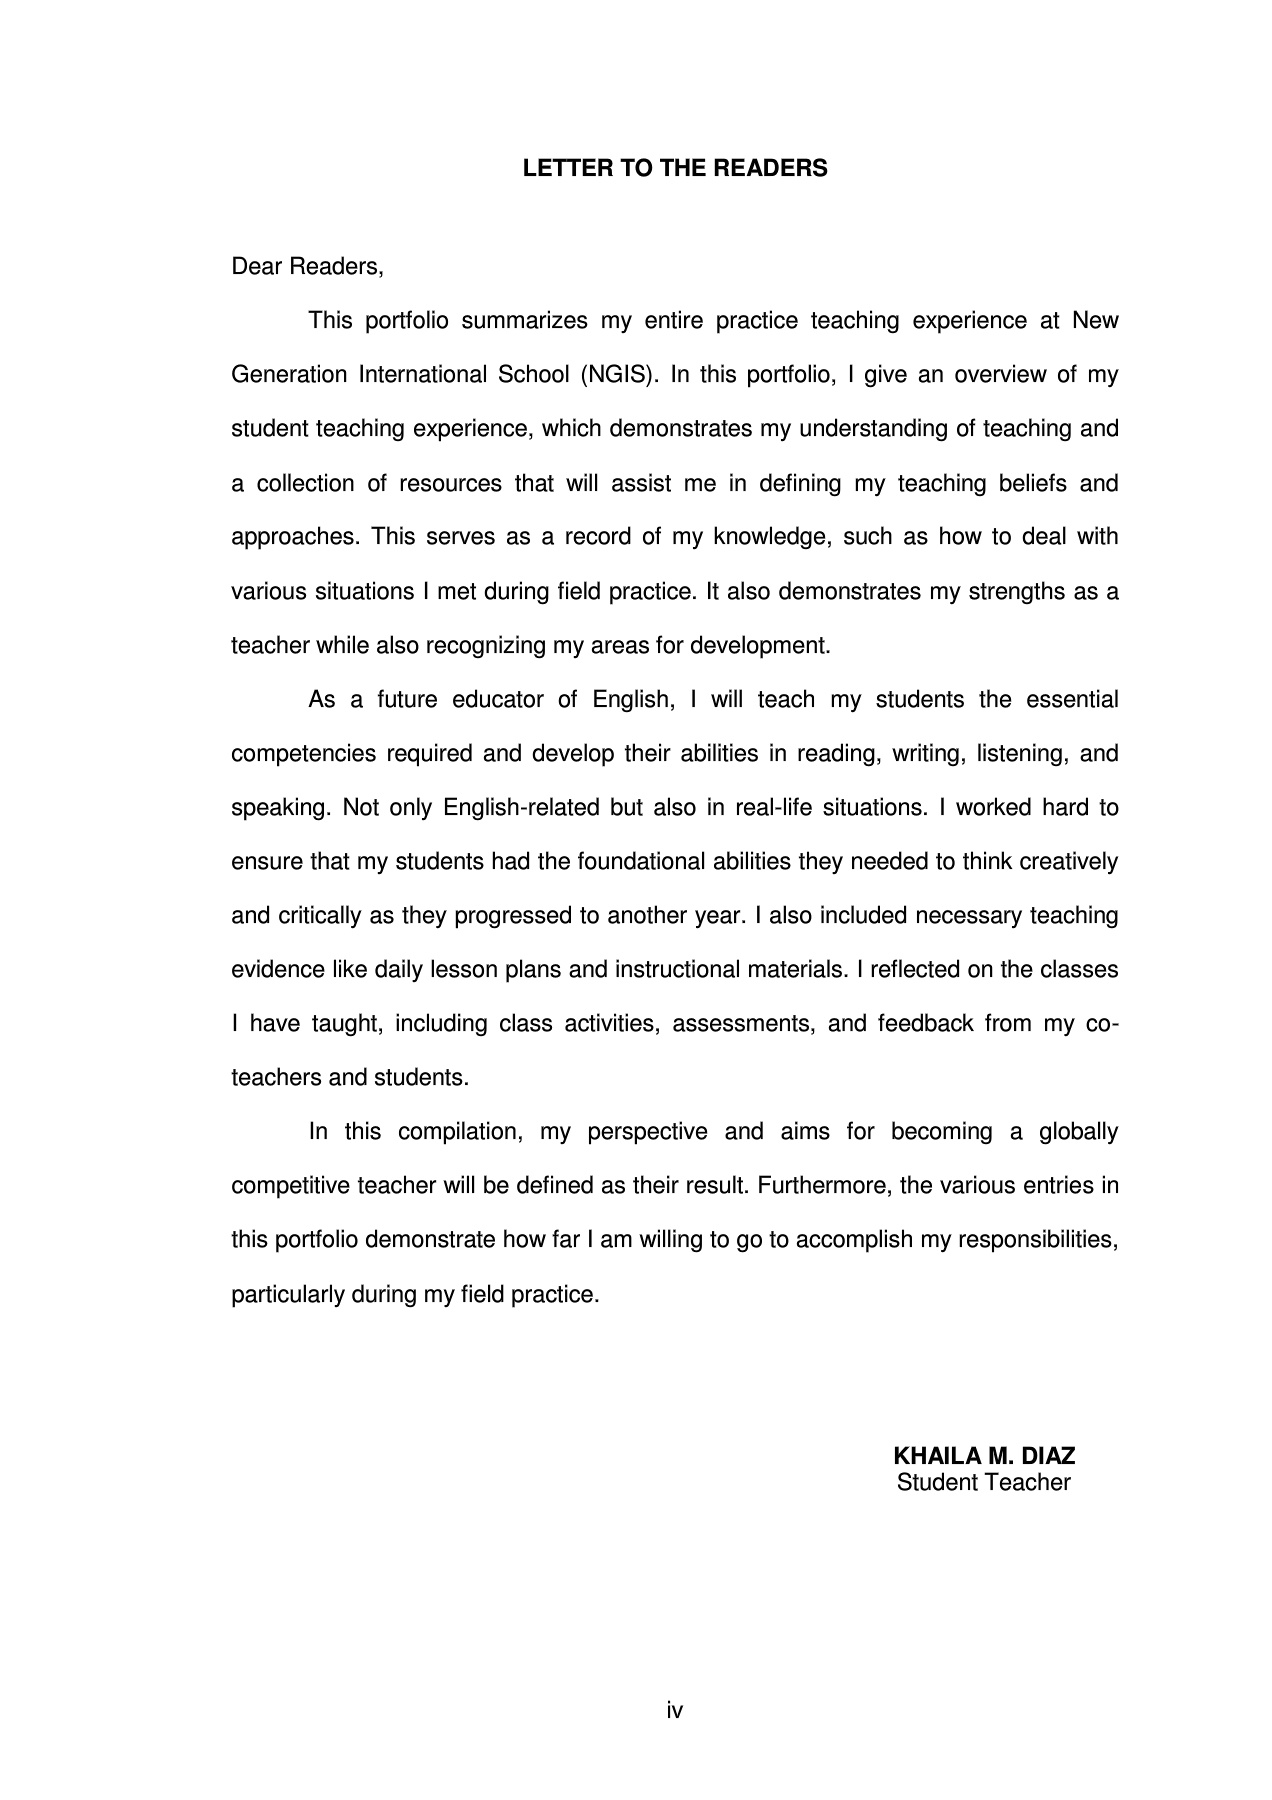 LETTER TO THE READERS
Dear Readers,
This portfolio summarizes my entire practice teaching experience at New
Generation International School (NGIS). In this portfolio, I give an overview of my
student teaching experience, which demonstrates my understanding of teaching and
a collection of resources that will assist me in defining my teaching beliefs and
approaches. This serves as a record of my knowledge, such as how to deal with
various situations I met during field practice. It also demonstrates my strengths as a
teacher while also recognizing my areas for development.
As a future educator of English, I will teach my students the essential
competencies required and develop their abilities in reading, writing, listening, and
speaking. Not only English-related but also in real-life situations. I worked hard to
ensure that my students had the foundational abilities they needed to think creatively
and critically as they progressed to another year. I also included necessary teaching
evidence like daily lesson plans and instructional materials. I reflected on the classes
I have taught, including class activities, assessments, and feedback from my co-
teachers and students.
In this compilation, my perspective and aims for becoming a globally
competitive teacher will be defined as their result. Furthermore, the various entries in
this portfolio demonstrate how far I am willing to go to accomplish my responsibilities,
particularly during my field practice.
KHAILA M. DIAZ
Student Teacher
iv